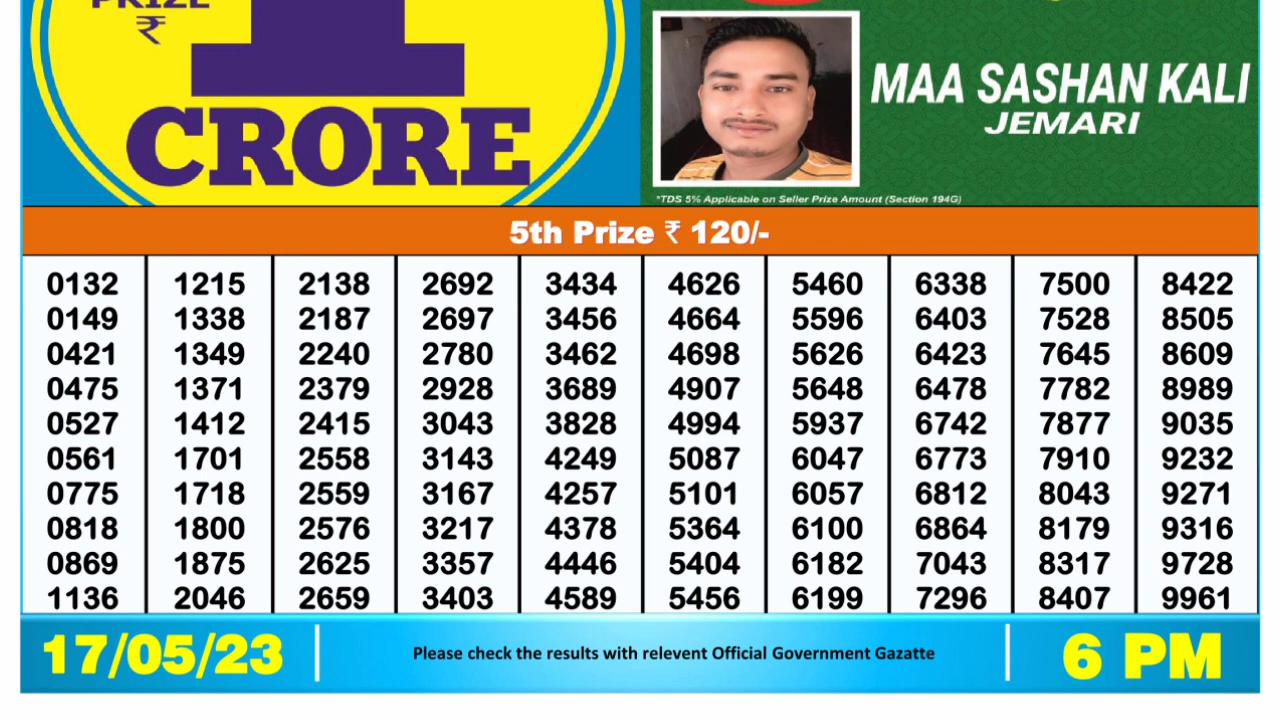 PRIZE
₹
1
CRORE
MAA SASHAN KALI
JEMARI
*TDS 5% Applicable on Seller Prize Amount (Section 194G)
5th Prize ₹ 120/-
0132 1215 2138 2692 3434 4626 5460 6338 7500 8422
0149 1338 2187 2697 3456 4664 5596 6403 7528 8505
0421 1349 2240 2780 3462 4698 5626 6423 7645 8609
0475 1371 2379 2928 3689 4907 5648 6478 7782 8989
0527 1412 2415 3043 3828 4994 5937 6742 7877 9035
0561 1701 2558 3143 4249 5087 6047 6773 7910 9232
0775 1718 2559 3167 4257 5101 6057 6812 8043 9271
0818 1800 2576 3217 4378 5364 6100 6864 8179 9316
0869 1875 2625 3357 4446 5404 6182 7043 8317 9728
1136 2046 2659 3403 4589 5456 6199 7296 8407 9961
17/05/23
Please check the results with relevent Official Government Gazatte
6 PM